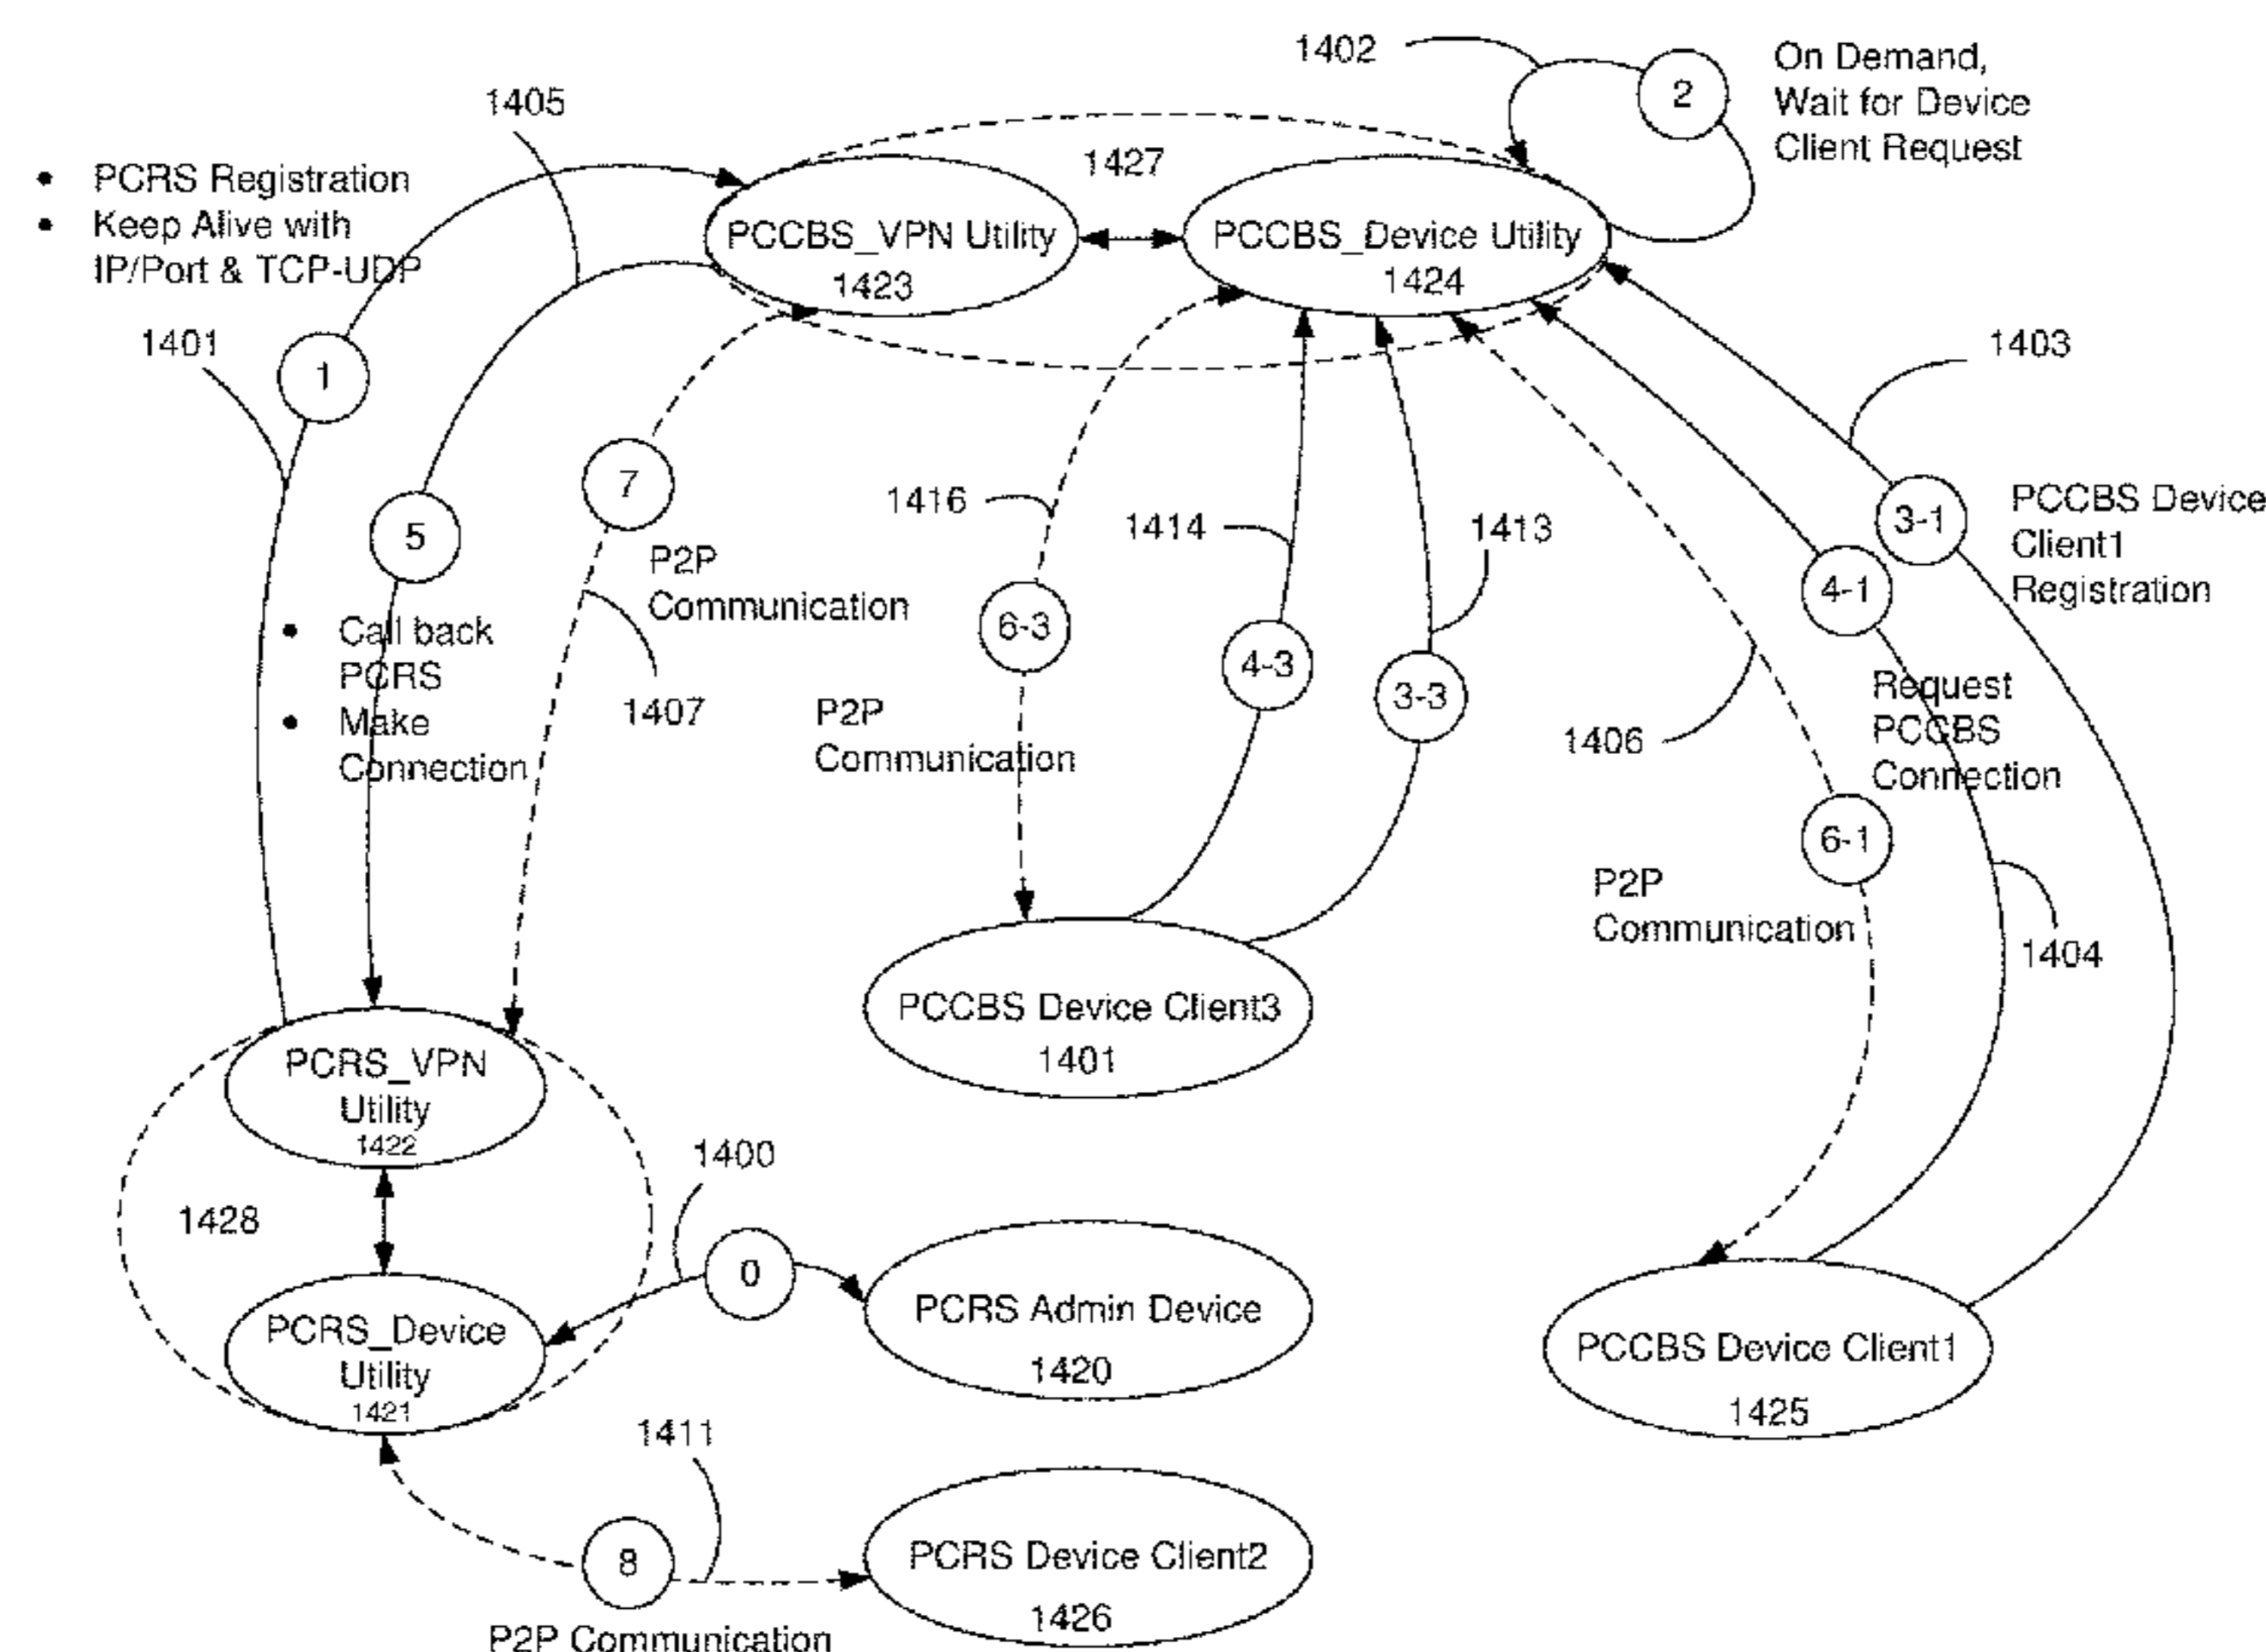 1402
2
On Demand,
Wait for Device
Client Request
1405
1427
• PCRS Registration
• Keep Alive with
IP/Port & TCP-UDP
PCCBS_VPN Utility
1423
PCCBS_Device Utility
1424
1401
1
1403
7
5
1416
1414
1413
3-1
PCCBS Device
Client1
Registration
P2P
Communication
4-1
• Call back
PCRS
• Make
Connection
6-3
4-3
3-3
1407
P2P
Communication
1406
Request
PCCBS
Connection
6-1
P2P
Communication
1404
PCCBS Device Client3
1401
PCRS_VPN
Utility
1422
1400
1428
0
PCRS Admin Device
1420
PCRS_Device
Utility
1421
PCCBS Device Client1
1425
1411
8
PCRS Device Client2
1426
P2P Communication